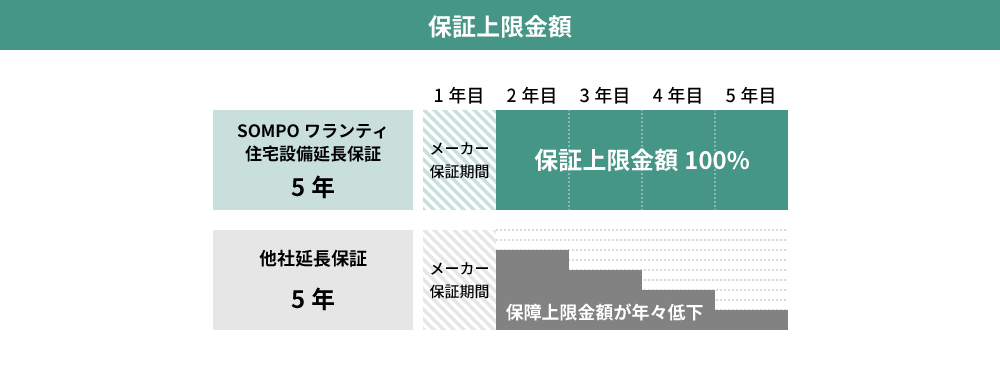 保証上限金額
1 年目 2 年目 3 年目 4 年目 5 年目
SOMPO ワランティ
住宅設備延長保証
5 年
メーカー
保証期間
保証上限金額 100%
他社延長保証
5 年
メーカー
保証期間
保障上限金額が年々低下